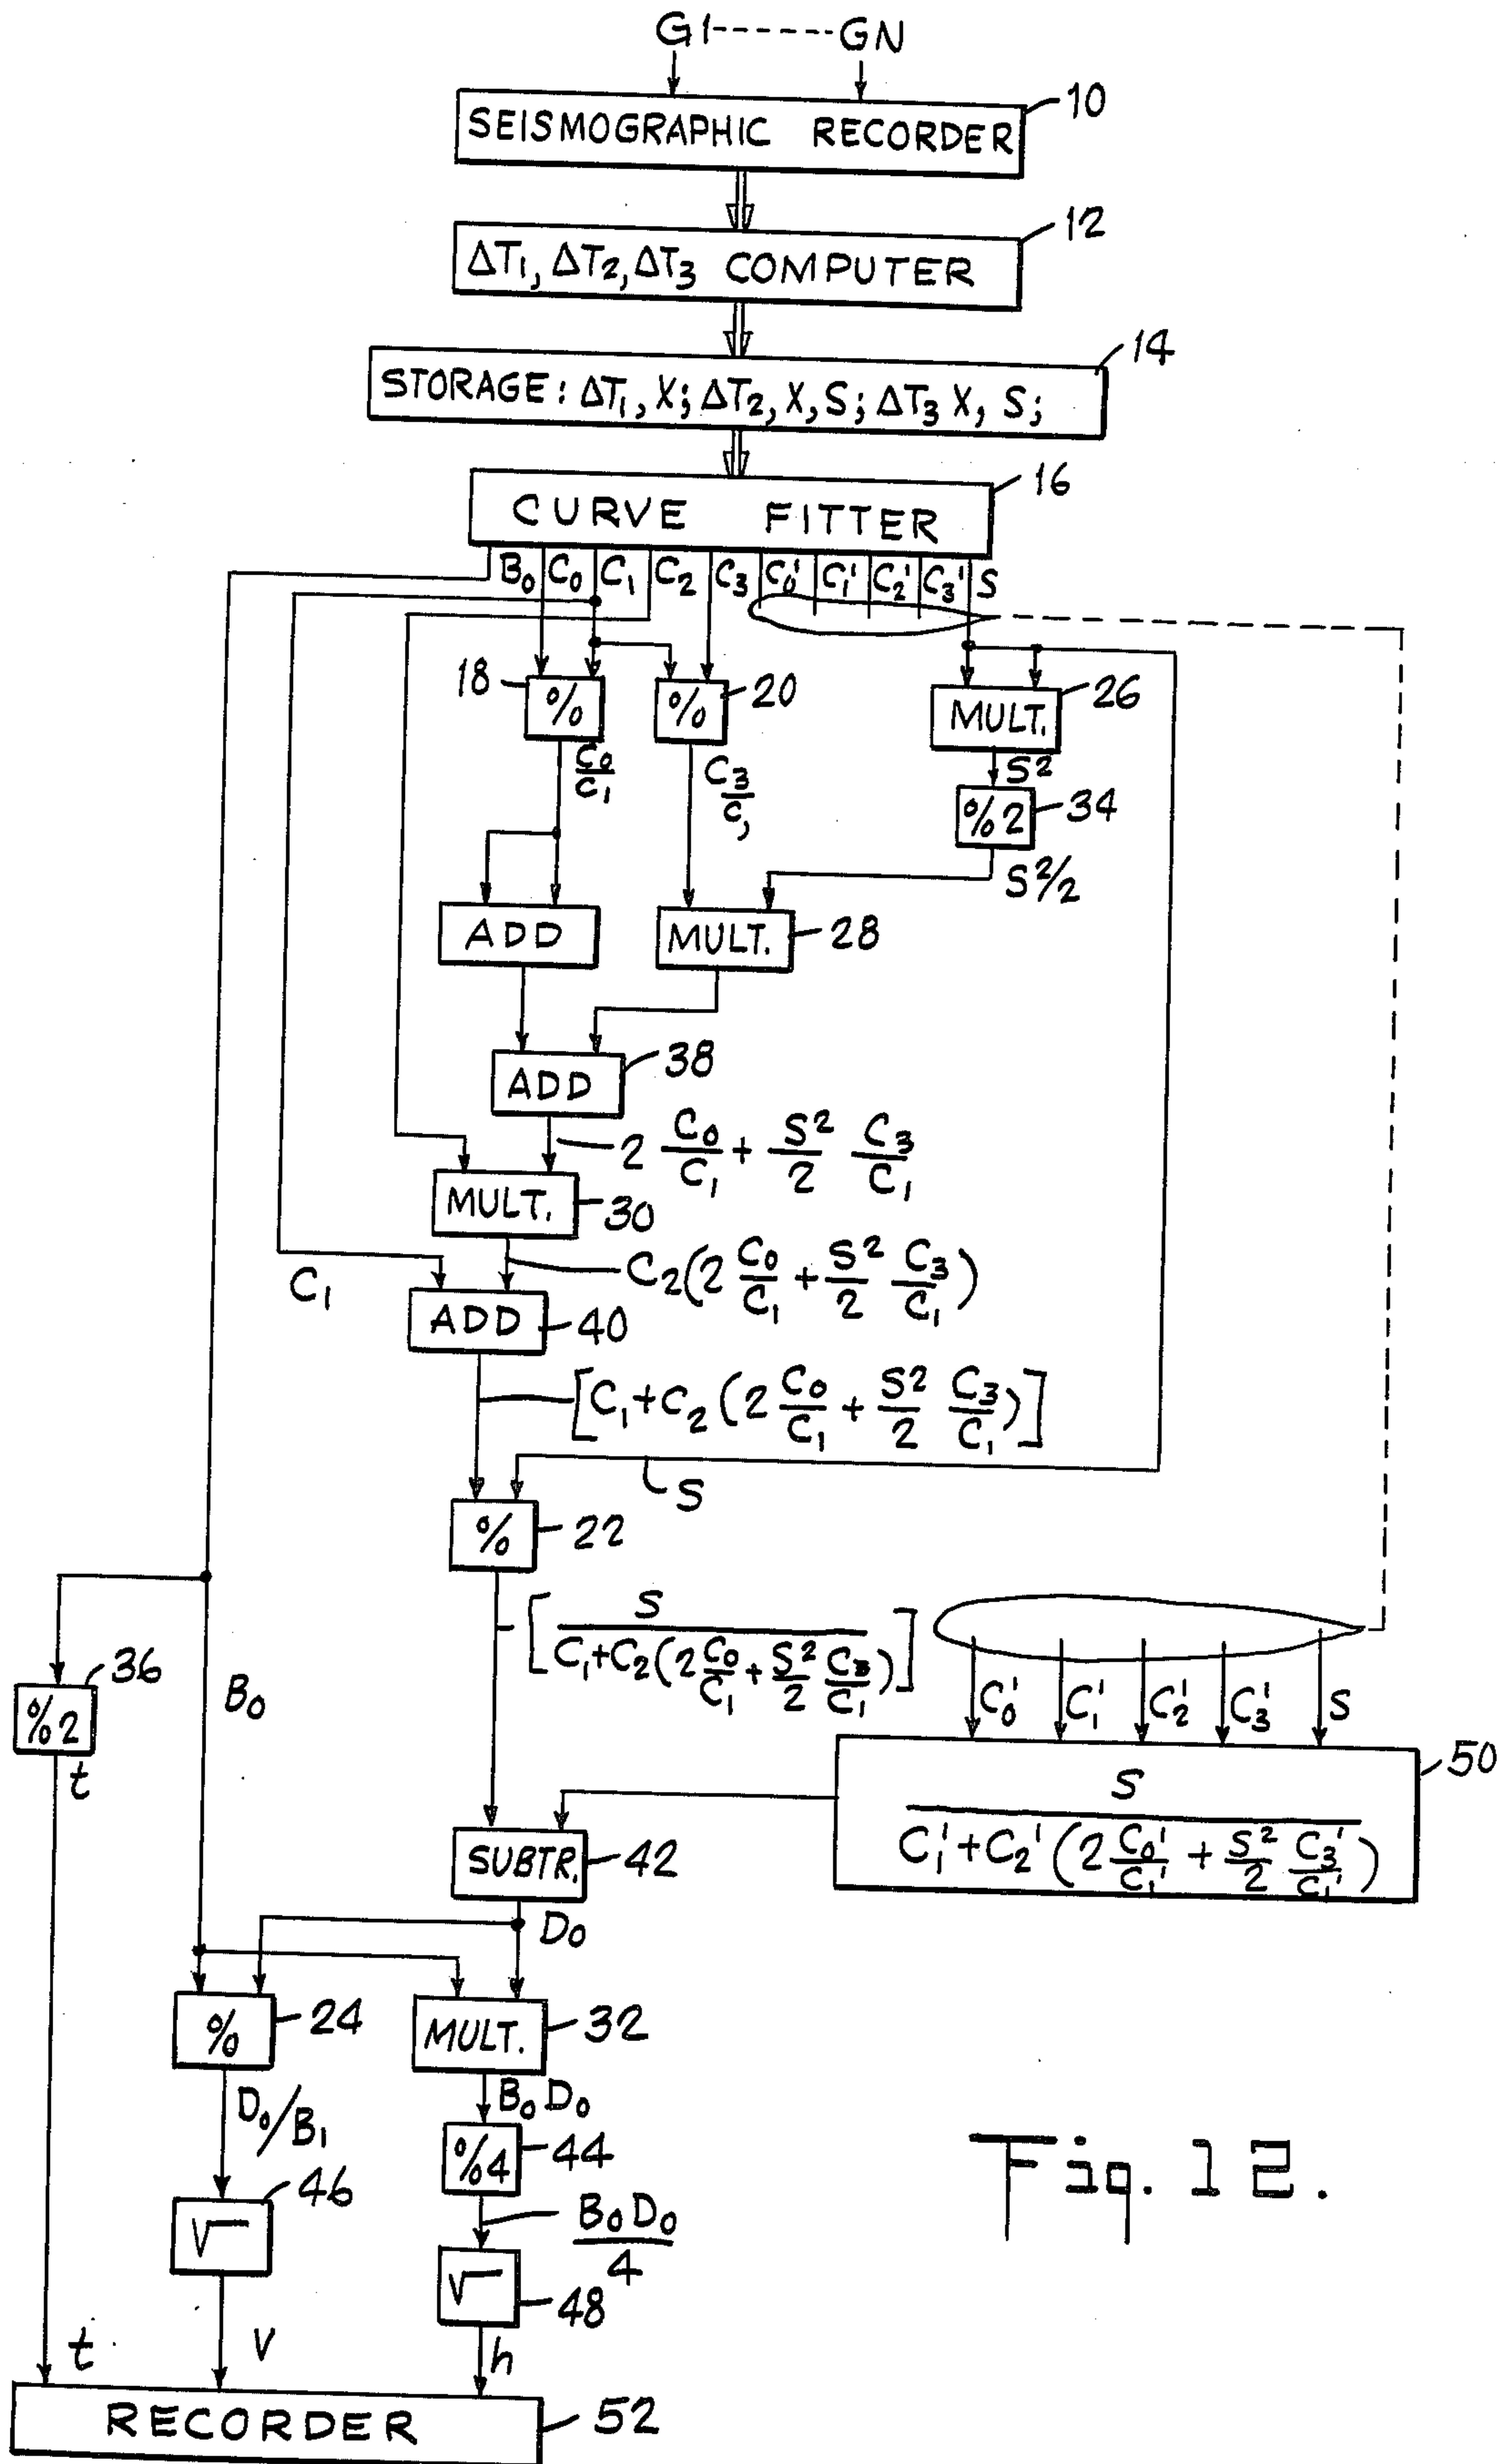 G1-------GN
SEISMOGRAPHIC RECORDER
10
ΔT₁, ΔT₂, ΔT₃ COMPUTER
12
STORAGE: ΔT₁, X; ΔT₂, X, S; ΔT₃ X, S;
14
CURVE FITTER
16
B₀ C₀ C₁ C₂ C₃ C₀' C₁' C₂' C₃' S
18 % % 20
MULT. 26
C₀/C₁
C₃/C₁
S²
%2 34
S²/2
ADD
MULT. 28
ADD 38
2 C₀/C₁ + S²/2 C₃/C₁
MULT. 30
C₂(2 C₀/C₁ + S²/2 C₃/C₁)
C₁
ADD 40
[C₁+C₂(2 C₀/C₁ + S²/2 C₃/C₁)]
S
% 22
[S/(C₁+C₂(2 C₀/C₁ + S²/2 C₃/C₁))]
36
%2
t
B₀
C₀' C₁' C₂' C₃' S
50
S/(C₁'+C₂'(2 C₀'/C₁' + S²/2 C₃'/C₁'))
SUBTR. 42
D₀
% 24
MULT. 32
D₀/B₁
B₀D₀
%4 44
46
√
B₀D₀/4
√ 48
t
V
h
RECORDER 52
Fig. 12.